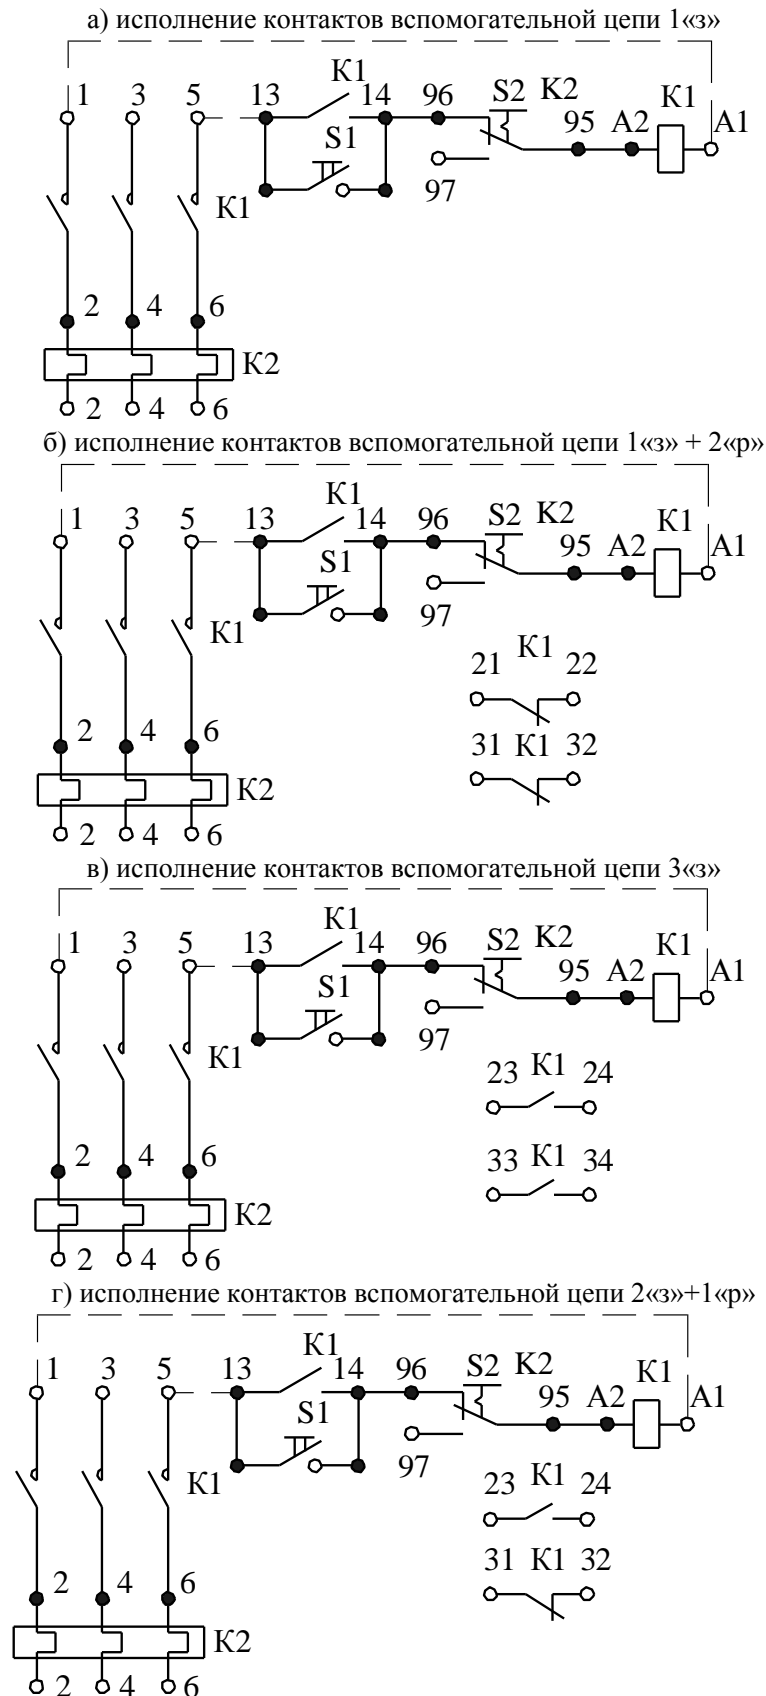 а) исполнение контактов вспомогательной цепи 1«з»
1 3 5 13 К1 14 96 S2 К2 95 А2 К1 А1
S1
97
К1
2 4 6
К2
2 4 6
б) исполнение контактов вспомогательной цепи 1«з» + 2«р»
1 3 5 13 К1 14 96 S2 К2 95 А2 К1 А1
S1
97
К1
21 К1 22
2 4 6
31 К1 32
К2
2 4 6
в) исполнение контактов вспомогательной цепи 3«з»
1 3 5 13 К1 14 96 S2 К2 95 А2 К1 А1
S1
97
К1
23 К1 24
2 4 6
33 К1 34
К2
2 4 6
г) исполнение контактов вспомогательной цепи 2«з»+1«р»
1 3 5 13 К1 14 96 S2 К2 95 А2 К1 А1
S1
97
К1
23 К1 24
2 4 6
31 К1 32
К2
2 4 6